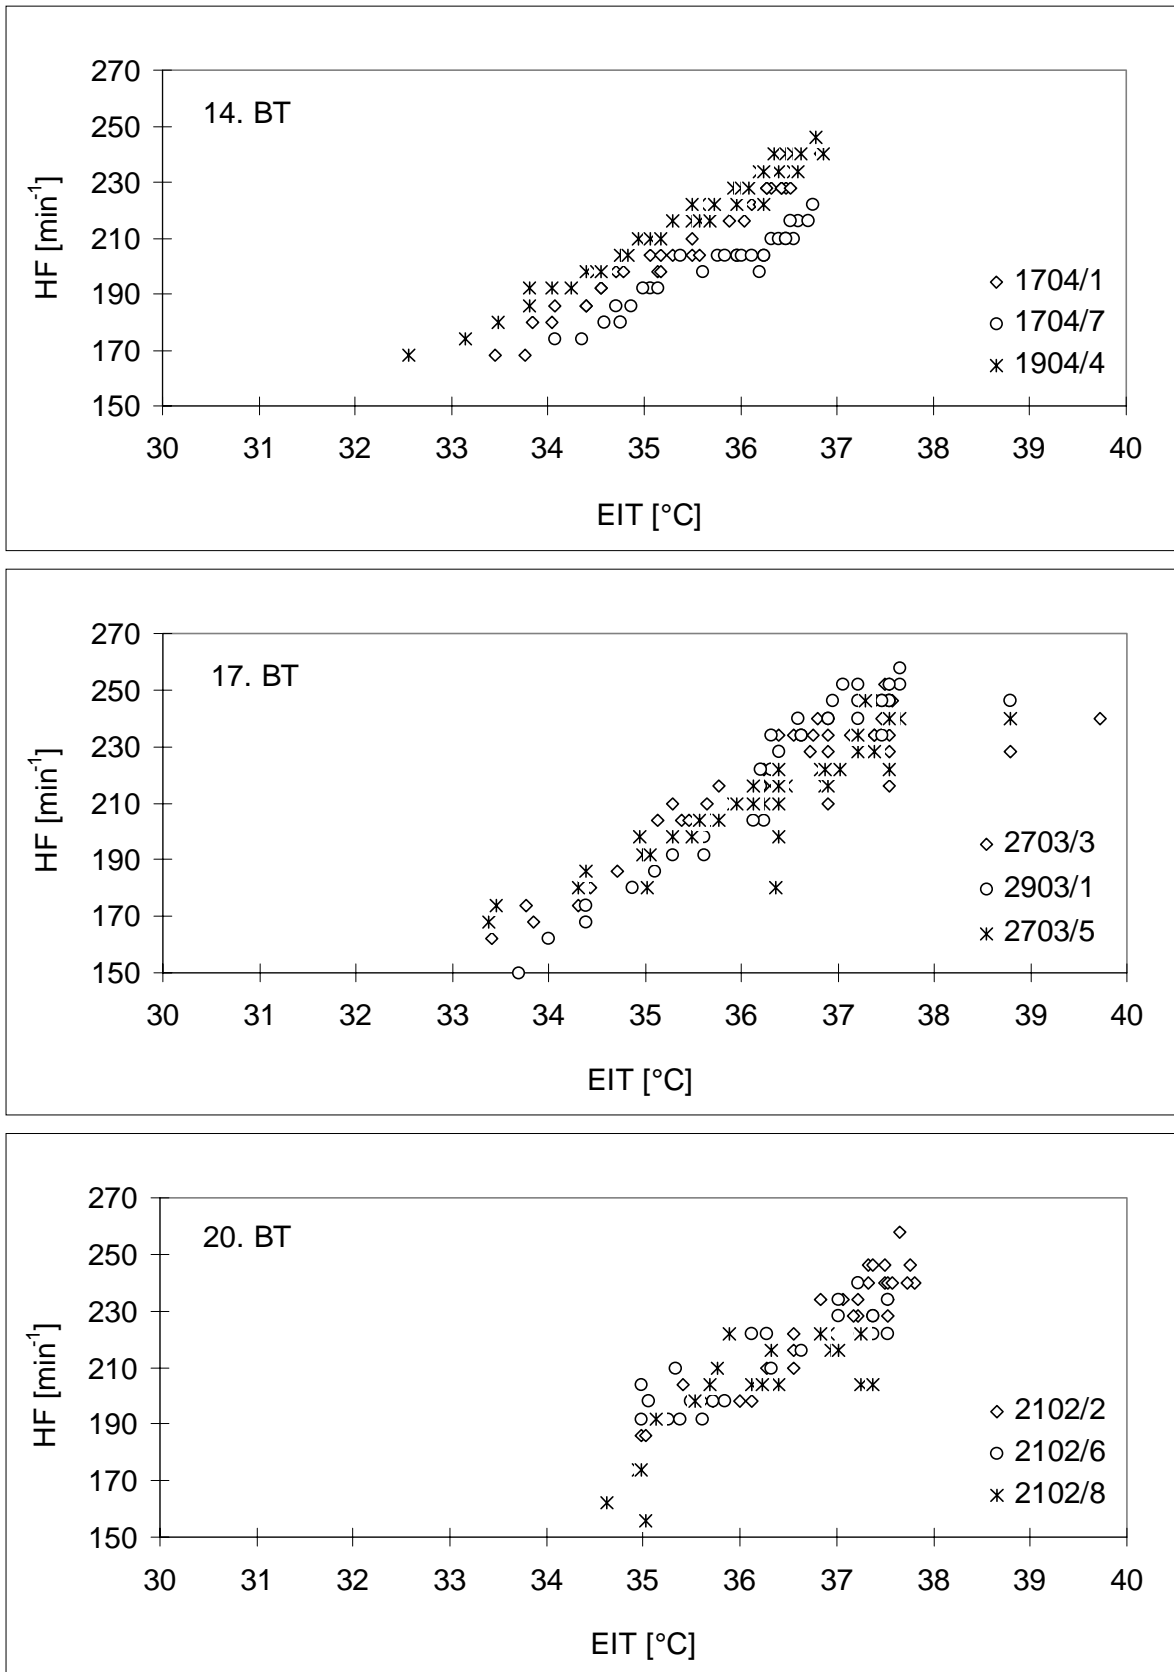 270
14. BT
250
230
210
190
170
150
HF [min-1]
1704/1
1704/7
1904/4
30 31 32 33 34 35 36 37 38 39 40
EIT [°C]
270
17. BT
250
230
210
190
170
150
HF [min-1]
2703/3
2903/1
2703/5
30 31 32 33 34 35 36 37 38 39 40
EIT [°C]
270
20. BT
250
230
210
190
170
150
HF [min-1]
2102/2
2102/6
2102/8
30 31 32 33 34 35 36 37 38 39 40
EIT [°C]